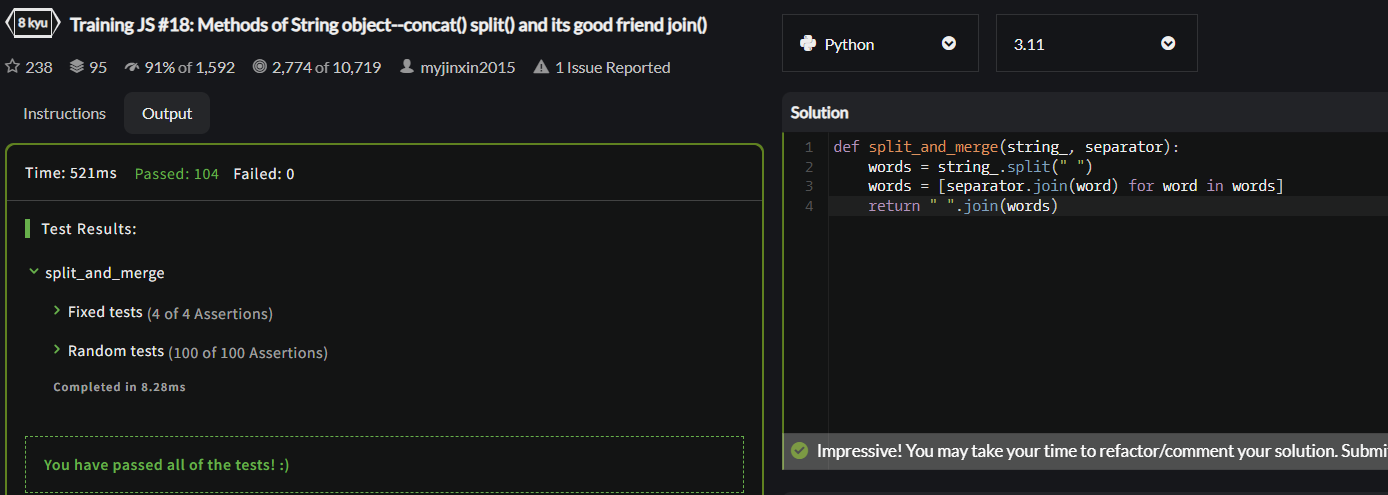 8 kyu Training JS #18: Methods of String object--concat() split() and its good friend join()
238 95 91% of 1,592 2,774 of 10,719 myjinxin2015 1 Issue Reported
Instructions Output
Time: 521ms Passed: 104 Failed: 0
Test Results:
split_and_merge
Fixed tests (4 of 4 Assertions)
Random tests (100 of 100 Assertions)
Completed in 8.28ms
You have passed all of the tests! :)
Python 3.11
Solution
1 def split_and_merge(string_, separator):
2 words = string_.split(" ")
3 words = [separator.join(word) for word in words]
4 return " ".join(words)
Impressive! You may take your time to refactor/comment your solution. Submi